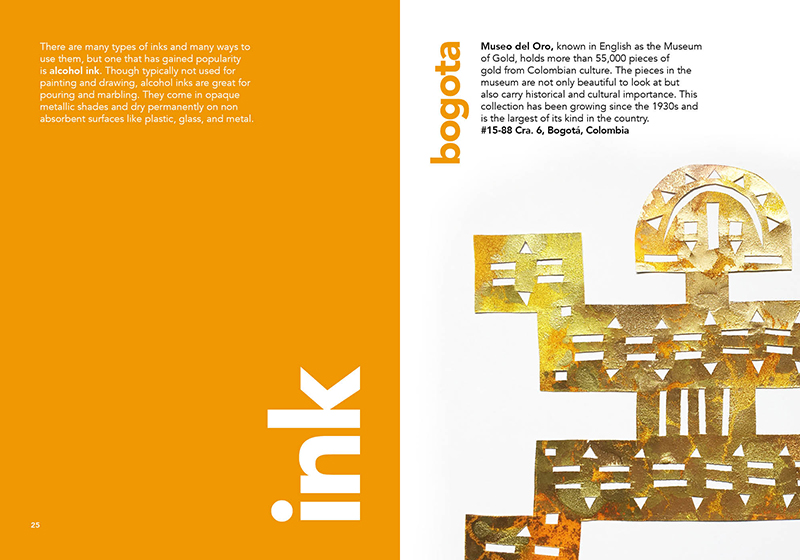 There are many types of inks and many ways to
use them, but one that has gained popularity
is alcohol ink. Though typically not used for
painting and drawing, alcohol inks are great for
pouring and marbling. They come in opaque
metallic shades and dry permanently on non
absorbent surfaces like plastic, glass, and metal.
ink
25
bogota
Museo del Oro, known in English as the Museum
of Gold, holds more than 55,000 pieces of
gold from Colombian culture. The pieces in the
museum are not only beautiful to look at but
also carry historical and cultural importance. This
collection has been growing since the 1930s and
is the largest of its kind in the country.
#15-88 Cra. 6, Bogotá, Colombia